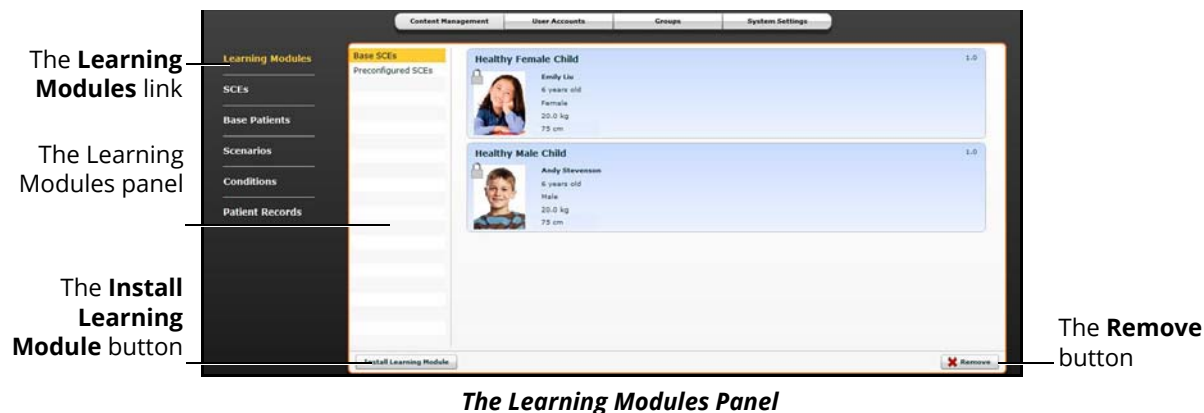 Content Management User Accounts Groups System Settings
The Learning
Modules link
Learning Modules
SCEs
Base Patients
Scenarios
Conditions
Patient Records
The Learning
Modules panel
The Install
Learning
Module button
Base SCEs
Preconfigured SCEs
Healthy Female Child 1.0
Emily Liu
6 years old
Female
20.0 kg
75 cm
Healthy Male Child 1.0
Andy Stevenson
6 years old
Male
20.0 kg
75 cm
Install Learning Module
Remove
The Remove
button
The Learning Modules Panel